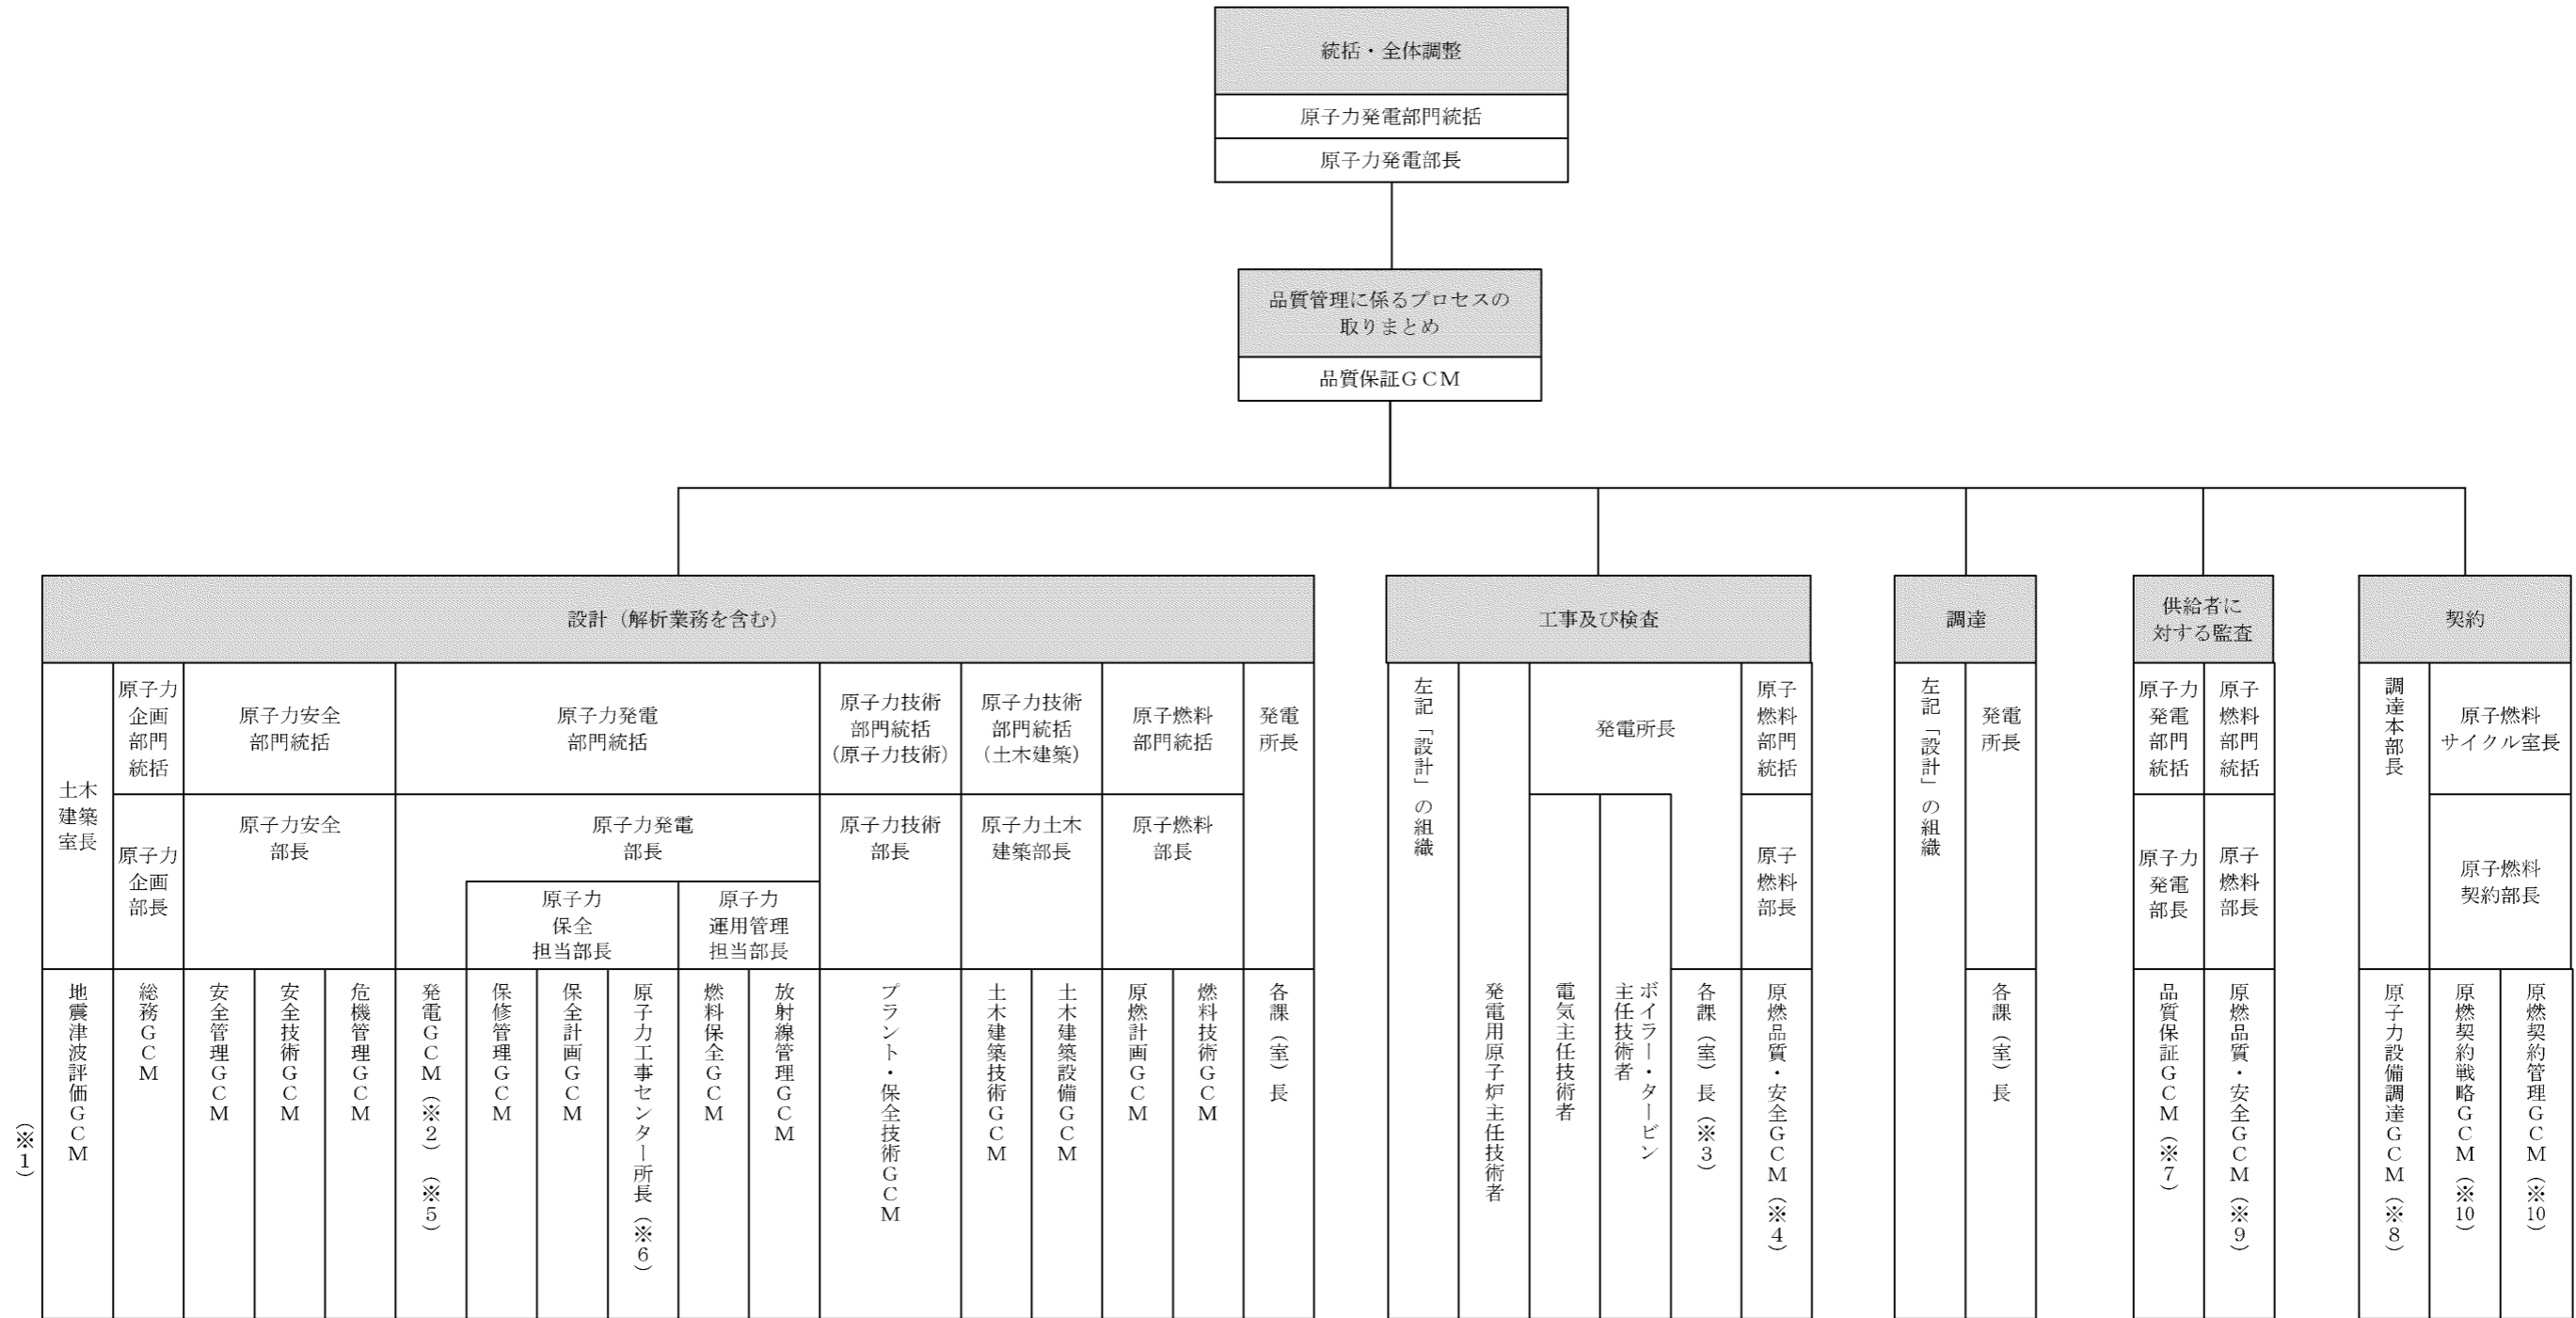 統括・全体調整
原子力発電部門統括
原子力発電部長
品質管理に係るプロセスの
取りまとめ
品質保証ＧＣＭ
設計（解析業務を含む）
土木
建築
室長
原子力
企画
部門
統括
原子力安全
部門統括
原子力発電
部門統括
原子力技術
部門統括
（原子力技術）
原子力技術
部門統括
（土木建築）
原子燃料
部門統括
発電
所長
原子力
企画
部長
原子力安全
部長
原子力発電
部長
原子力
保全
担当部長
原子力
運用管理
担当部長
原子力技術
部長
原子力土木
建築部長
原子燃料
部長
（※１）
地震津波評価ＧＣＭ
総務ＧＣＭ
安全管理ＧＣＭ
安全技術ＧＣＭ
危機管理ＧＣＭ
発電ＧＣＭ（※２）（※５）
保修管理ＧＣＭ
保全計画ＧＣＭ
原子力工事センター所長（※６）
燃料保全ＧＣＭ
放射線管理ＧＣＭ
プラント・保全技術ＧＣＭ
土木建築技術ＧＣＭ
土木建築設備ＧＣＭ
原燃計画ＧＣＭ
燃料技術ＧＣＭ
各課（室）長
工事及び検査
左記「設計」の組織
発電用原子炉主任技術者
発電所長
電気主任技術者
ボイラー・タービン
主任技術者
各課（室）長（※３）
原子
燃料
部門
統括
原子
燃料
部長
原燃品質・安全ＧＣＭ（※４）
調達
左記「設計」の組織
発電
所長
各課（室）長
供給者に
対する監査
原子力
発電
部門
統括
原子
燃料
部門
統括
原子力
発電
部長
原子
燃料
部長
品質保証ＧＣＭ（※７）
原燃品質・安全ＧＣＭ（※９）
契約
調達本部長
原子燃料
サイクル室長
原子燃料
契約部長
原子力設備調達ＧＣＭ（※８）
原燃契約戦略ＧＣＭ（※10）
原燃契約管理ＧＣＭ（※10）